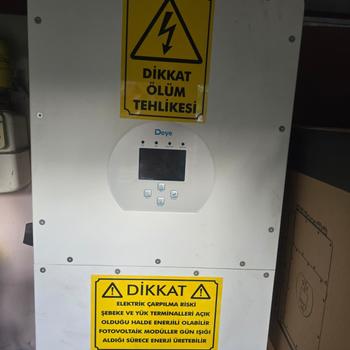 DİKKAT
ÖLÜM
TEHLİKESİ
Deye
DİKKAT
ELEKTRİK ÇARPILMA RİSKİ
ŞEBEKE VE YÜK TERMİNALLERİ AÇIK
OLDUĞU HALDE ENERJİLİ OLABİLİR
FOTOVOLTAİK MODÜLLER GÜN IŞIĞI
ALDIĞI SÜRECE ENERJİ ÜRETEBİLİR